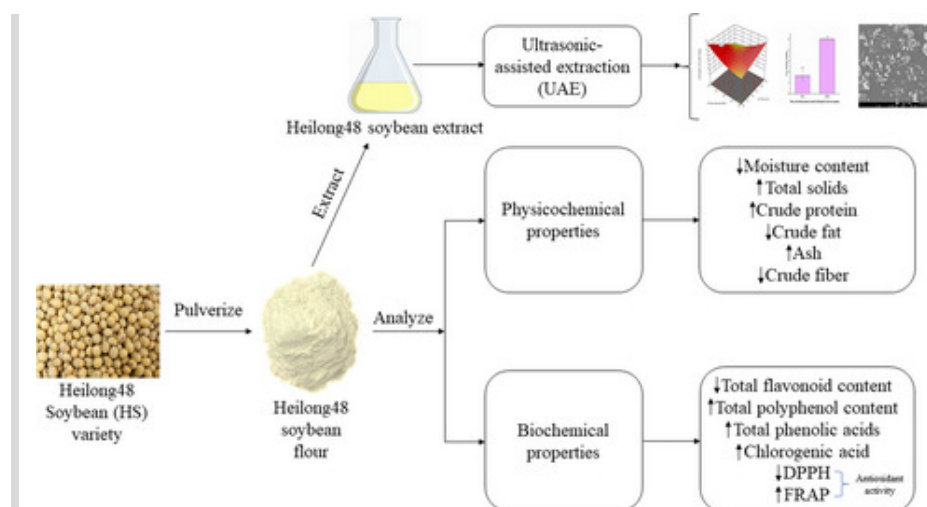 Ultrasonic-
assisted extraction
(UAE)
Heilong48 soybean extract
Extract
Physicochemical
properties
↓Moisture content
↑Total solids
↑Crude protein
↓Crude fat
↑Ash
↓Crude fiber
Pulverize
Analyze
Heilong48
Soybean (HS)
variety
Heilong48
soybean
flour
Biochemical
properties
↓Total flavonoid content
↑Total polyphenol content
↑Total phenolic acids
↑Chlorogenic acid
↓DPPH
↑FRAP
Antioxidant
activity